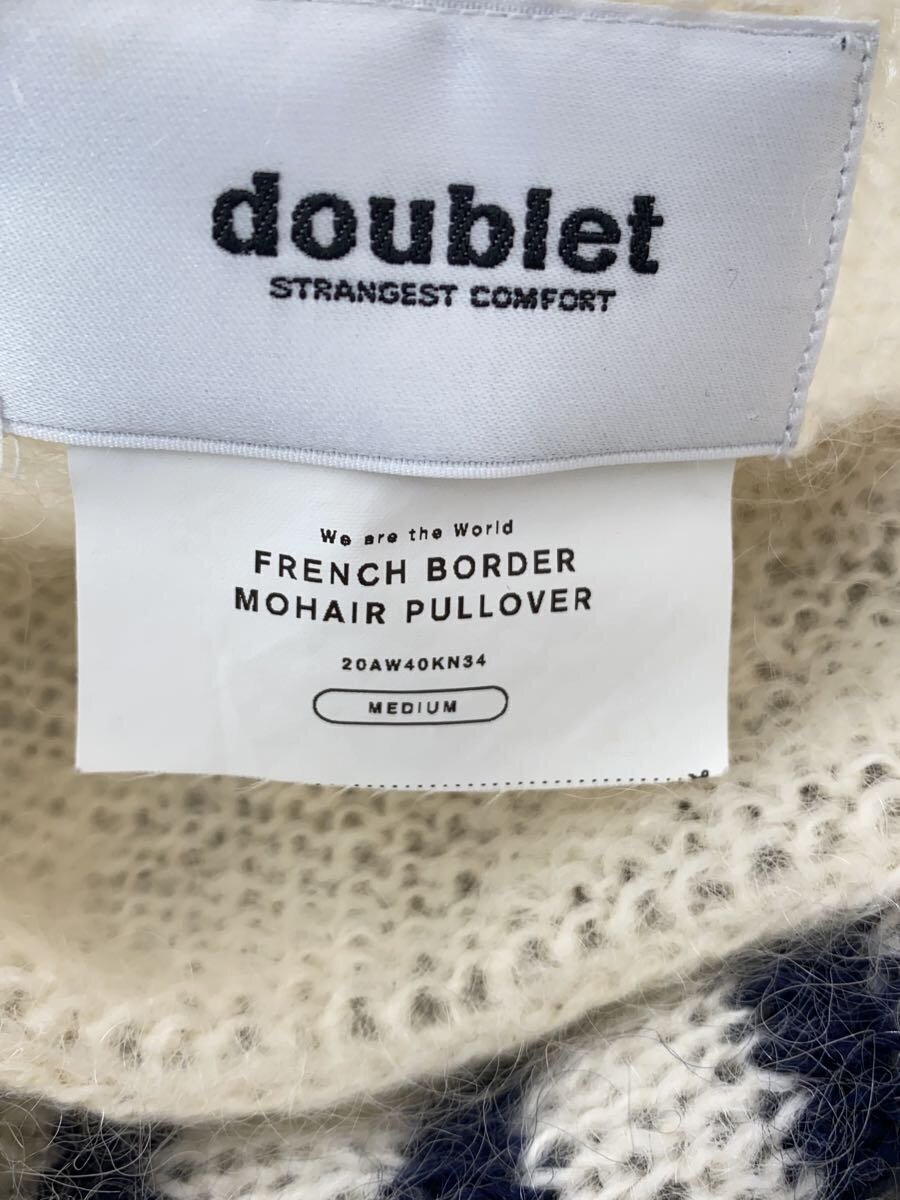 doublet
STRANGEST COMFORT
We are the World
FRENCH BORDER
MOHAIR PULLOVER
20AW40KN34
MEDIUM